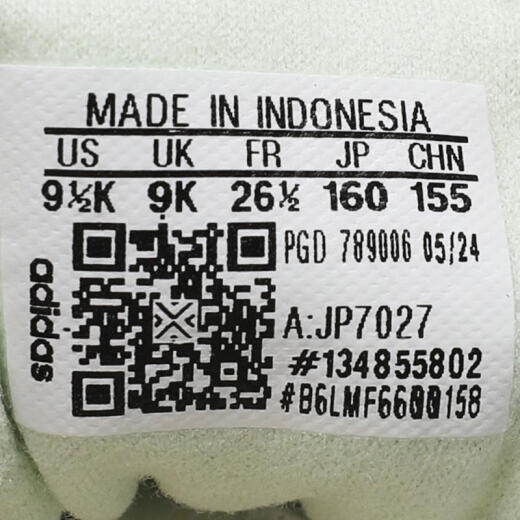 MADE IN INDONESIA
US UK FR JP CHN
9½K 9K 26½ 160 155
PGD 789006 05/24
adidas
A:JP7027
#134855802
#B6LMF6600158